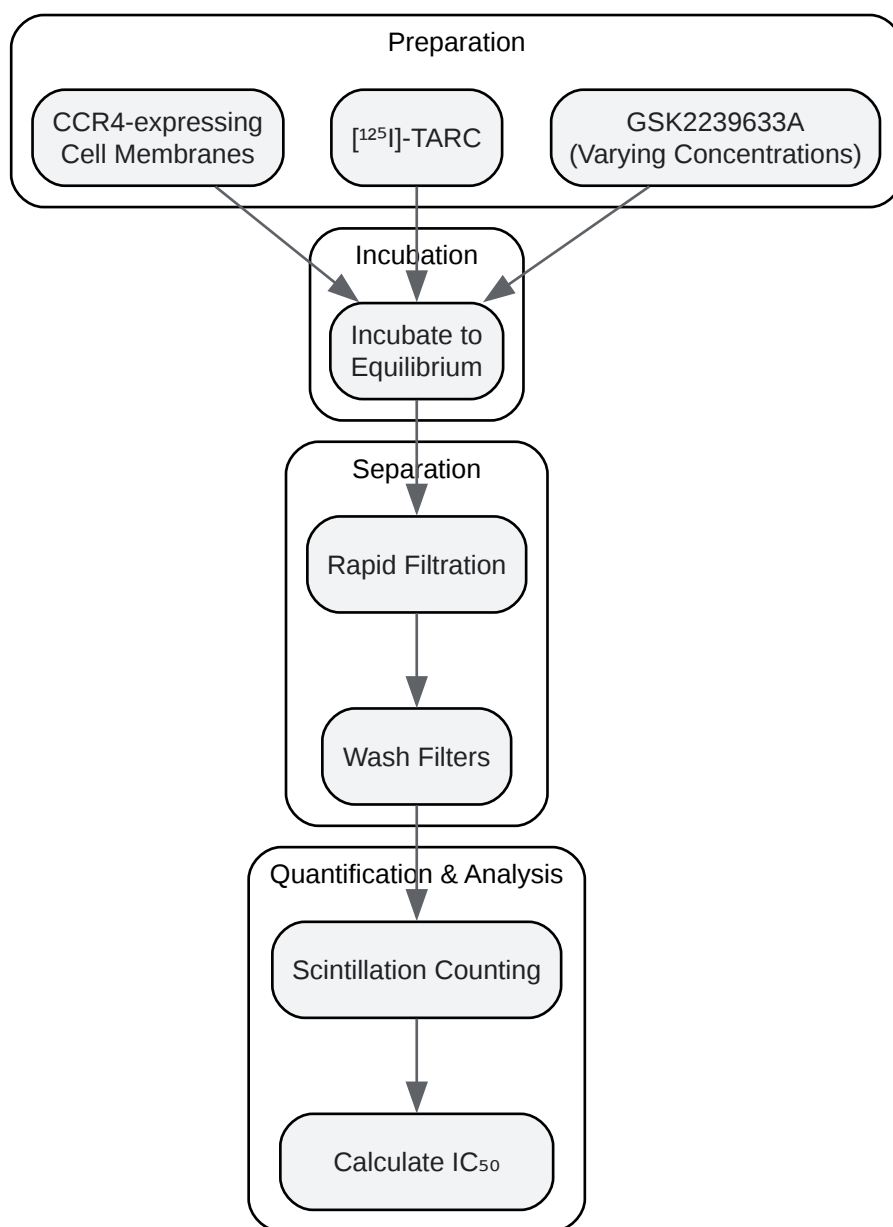 Preparation
CCR4-expressing
Cell Membranes
[¹²⁵I]-TARC
GSK2239633A
(Varying Concentrations)
Incubation
Incubate to
Equilibrium
Separation
Rapid Filtration
Wash Filters
Quantification & Analysis
Scintillation Counting
Calculate IC₅₀